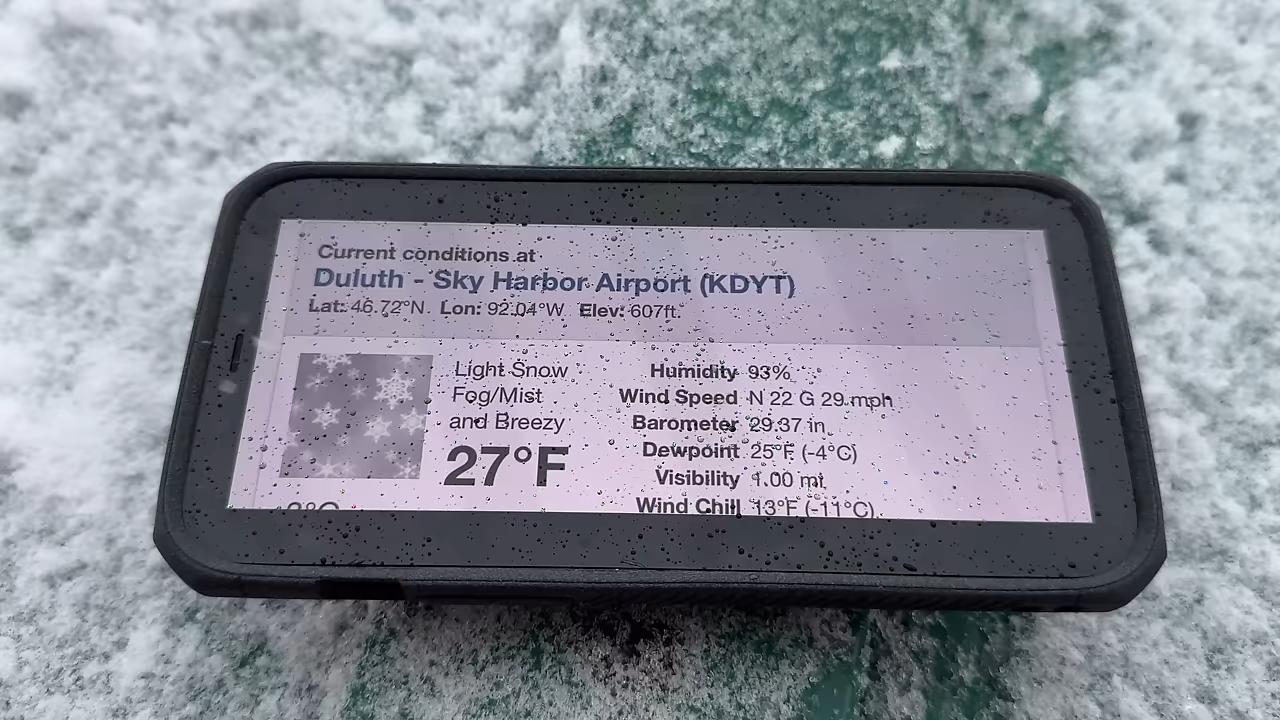 Current conditions at
Duluth - Sky Harbor Airport (KDYT)
Lat: 46.72°N Lon: 92.04°W Elev: 607ft.
Light Snow
Fog/Mist
and Breezy
27°F
Humidity 93%
Wind Speed N 22 G 29 mph
Barometer 29.37 in
Dewpoint 25°F (-4°C)
Visibility 1.00 mi
Wind Chill 13°F (-11°C)